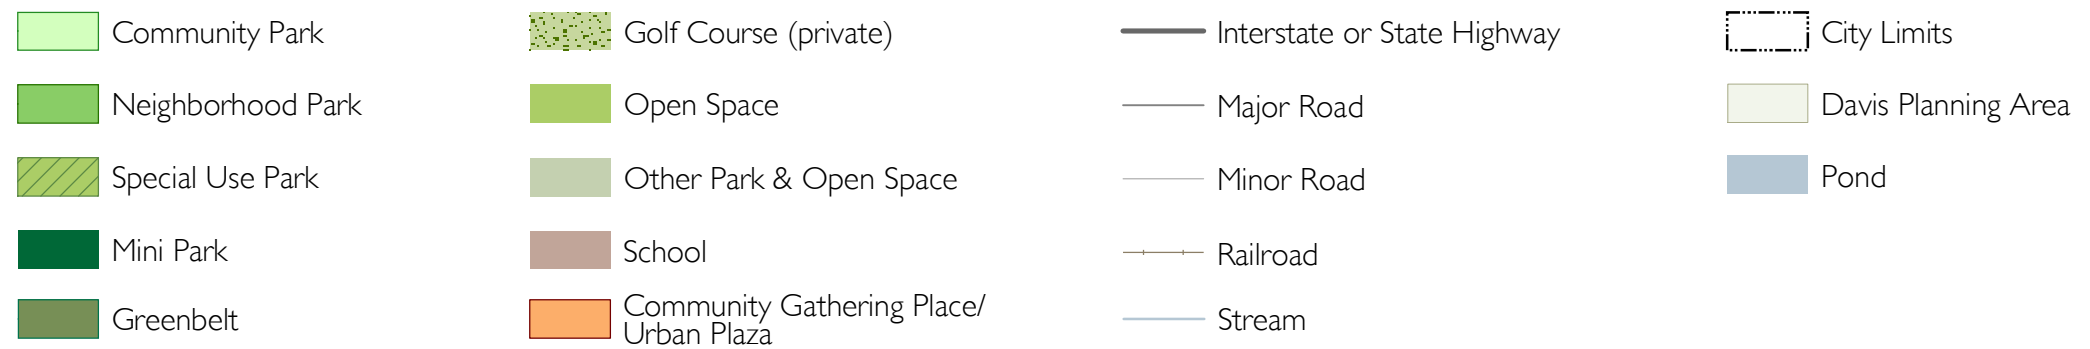 Community Park
Neighborhood Park
Special Use Park
Mini Park
Greenbelt
Golf Course (private)
Open Space
Other Park & Open Space
School
Community Gathering Place/
Urban Plaza
Interstate or State Highway
Major Road
Minor Road
Railroad
Stream
City Limits
Davis Planning Area
Pond